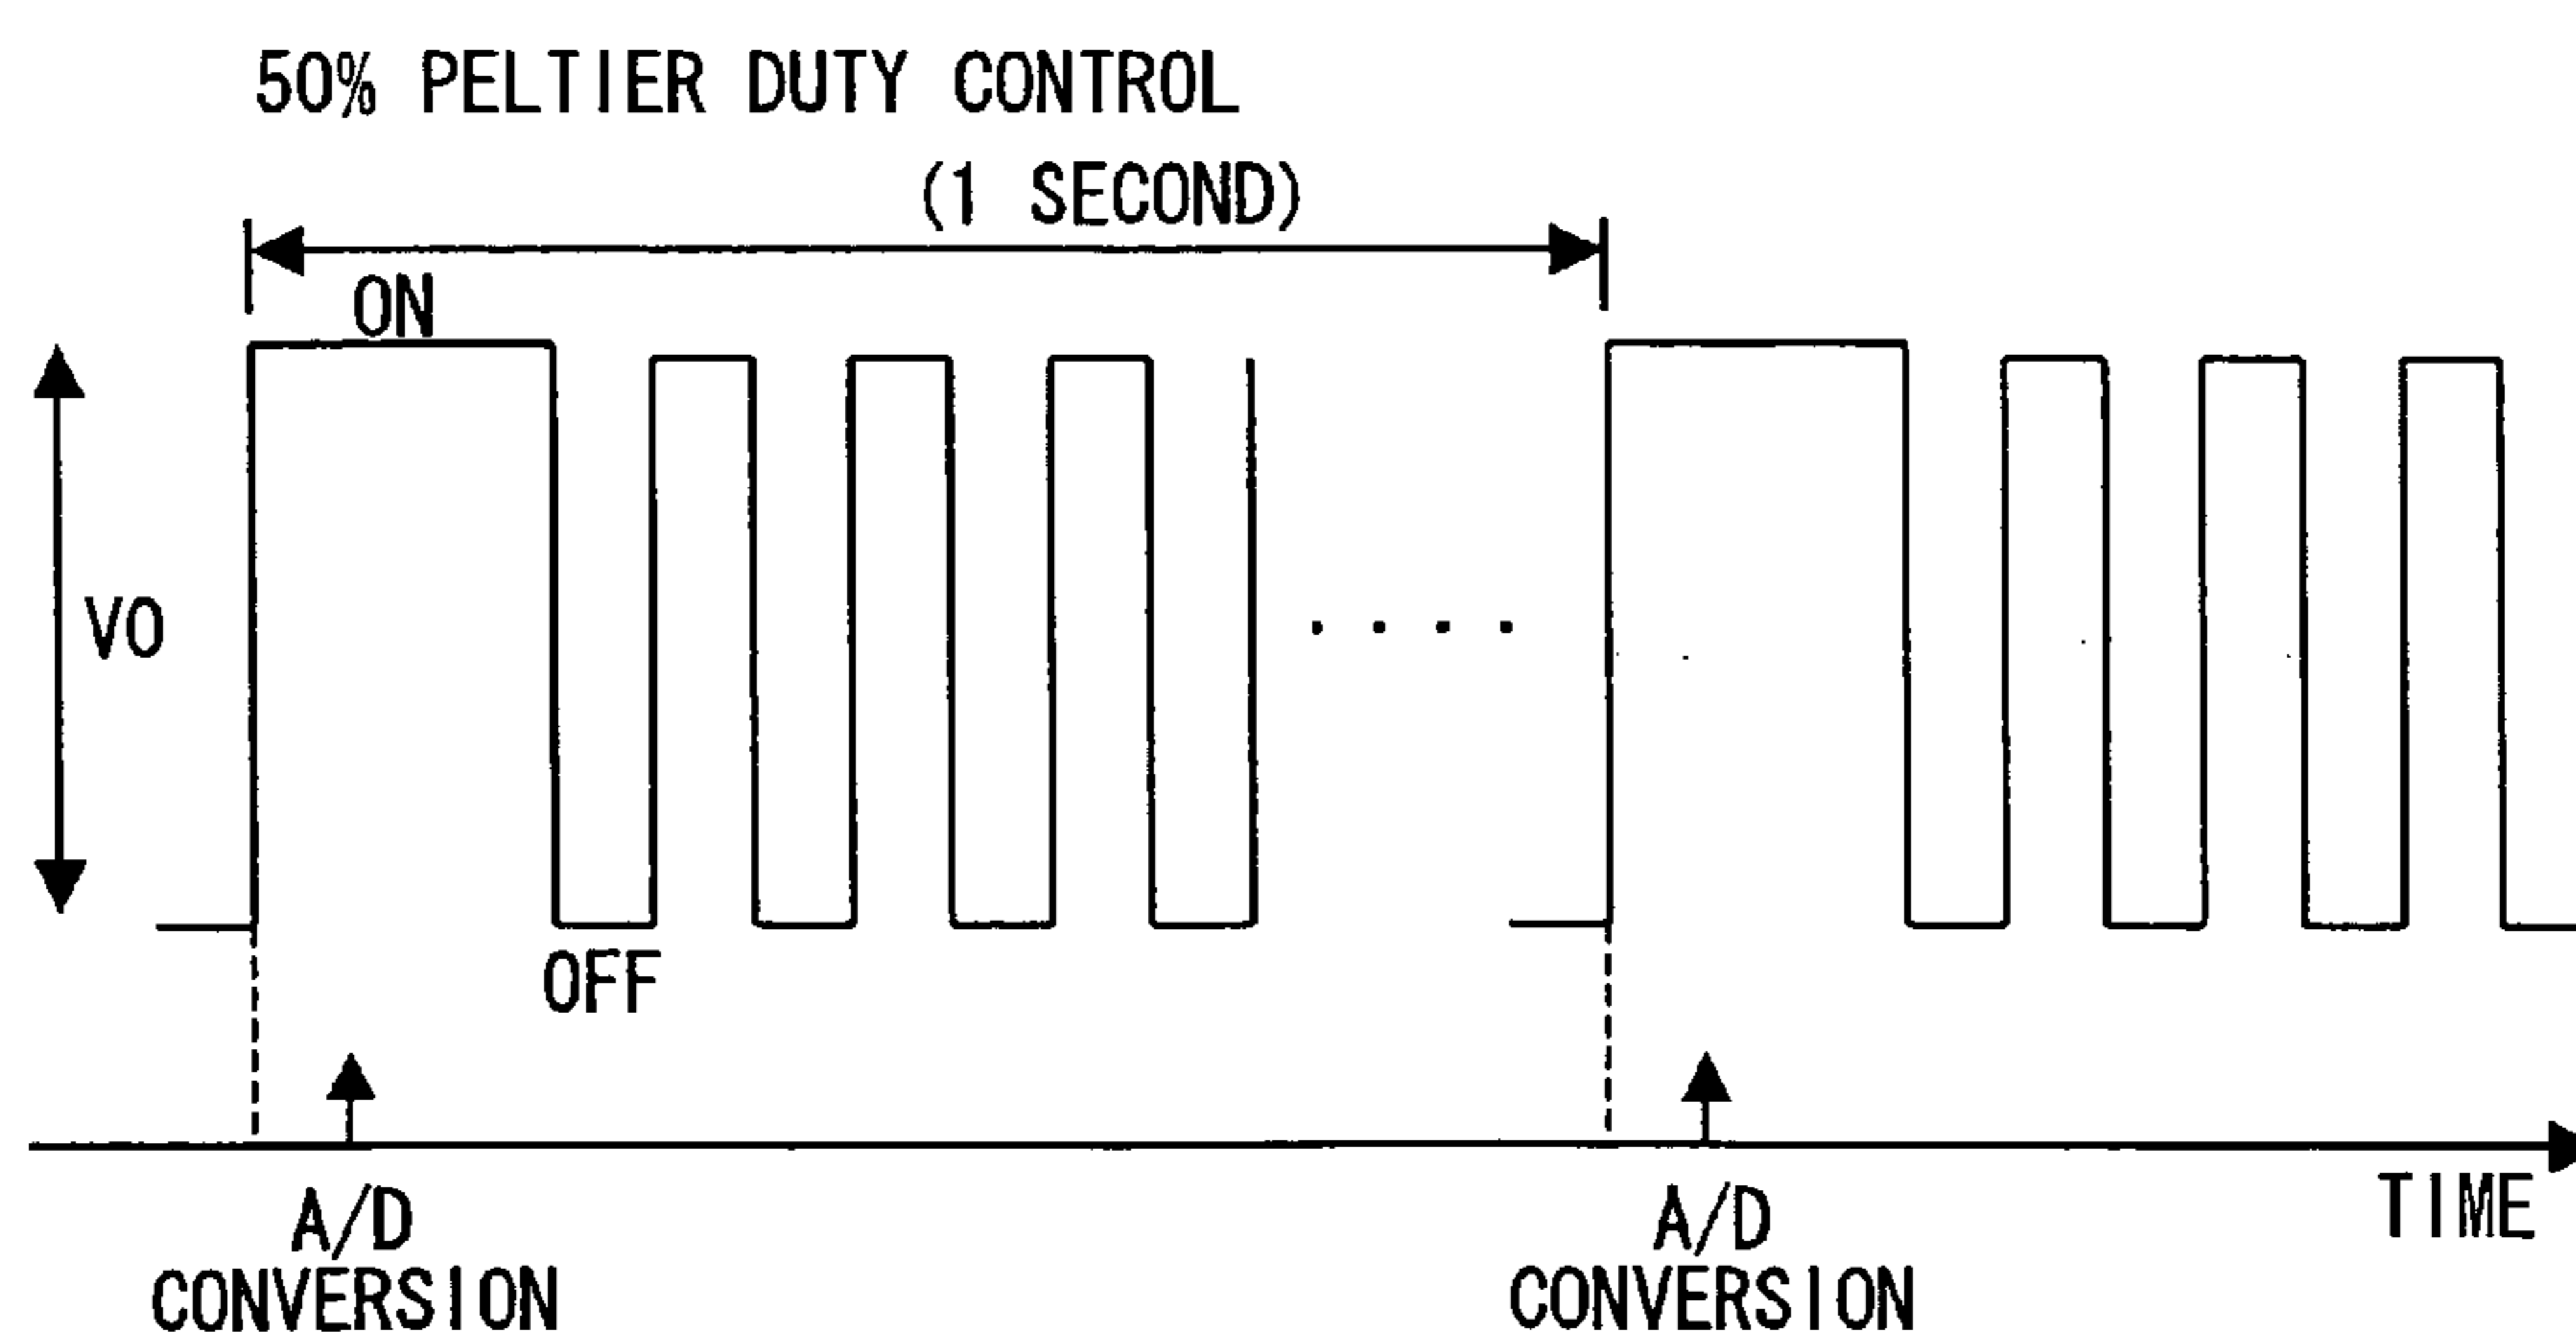 50% PELTIER DUTY CONTROL
(1 SECOND)
ON
VO
OFF
A/D
CONVERSION
A/D
CONVERSION
TIME